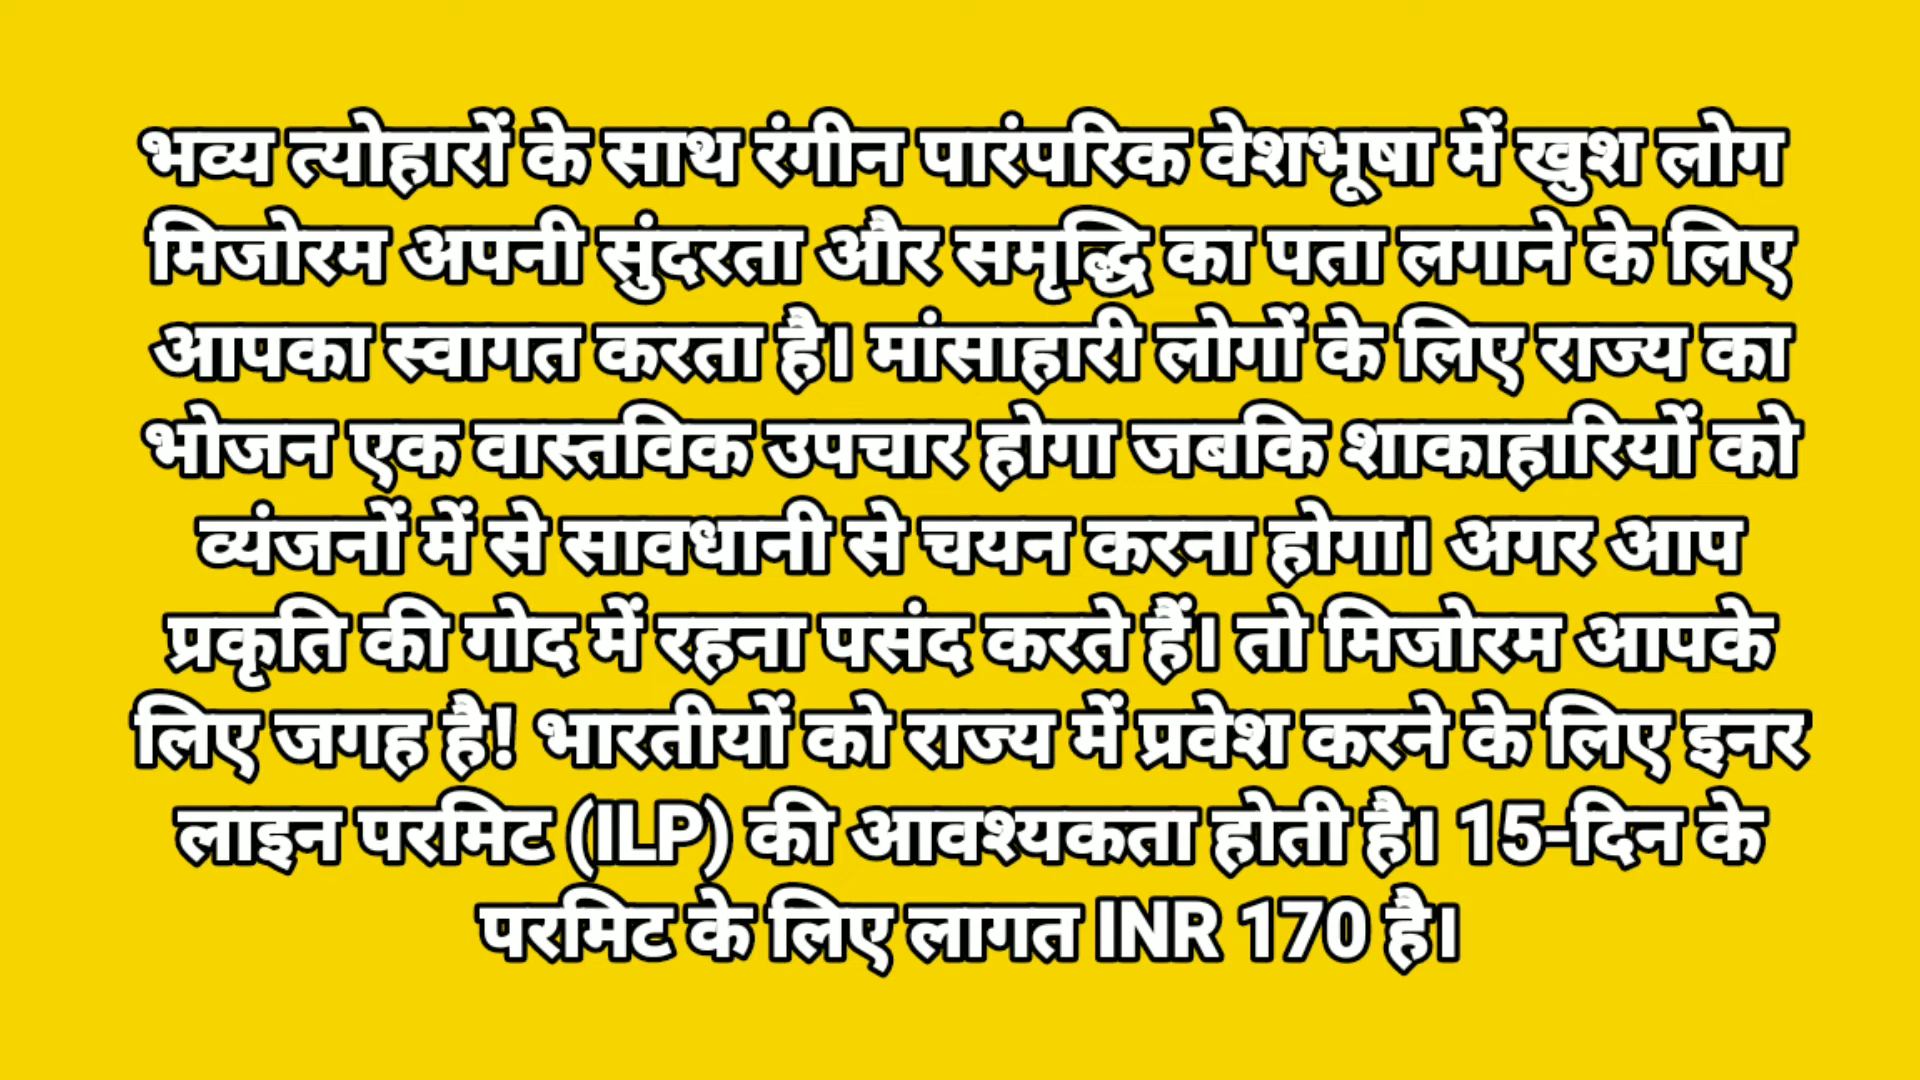 भव्य त्योहारों के साथ रंगीन पारंपरिक वेशभूषा में खुश लोग
मिजोरम अपनी सुंदरता और समृद्धि का पता लगाने के लिए
आपका स्वागत करता है। मांसाहारी लोगों के लिए राज्य का
भोजन एक वास्तविक उपचार होगा जबकि शाकाहारियों को
व्यंजनों में से सावधानी से चयन करना होगा। अगर आप
प्रकृति की गोद में रहना पसंद करते हैं। तो मिजोरम आपके
लिए जगह है! भारतीयों को राज्य में प्रवेश करने के लिए इनर
लाइन परमिट (ILP) की आवश्यकता होती है। 15-दिन के
परमिट के लिए लागत INR 170 है।